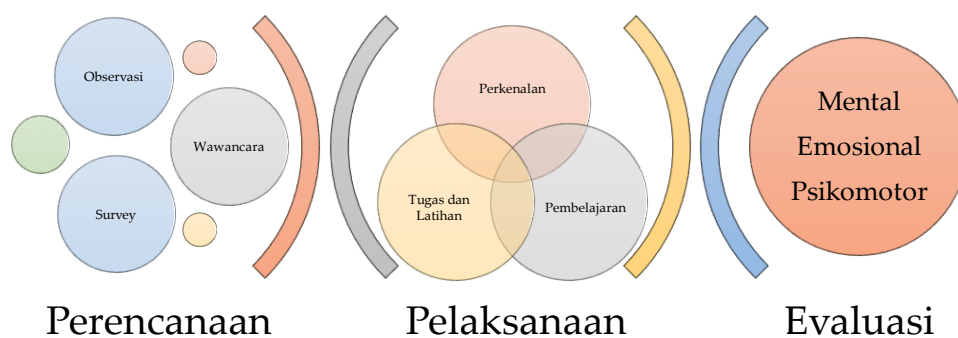 Observasi
Wawancara
Survey
Perencanaan
Perkenalan
Tugas dan
Latihan
Pembelajaran
Pelaksanaan
Mental
Emosional
Psikomotor
Evaluasi